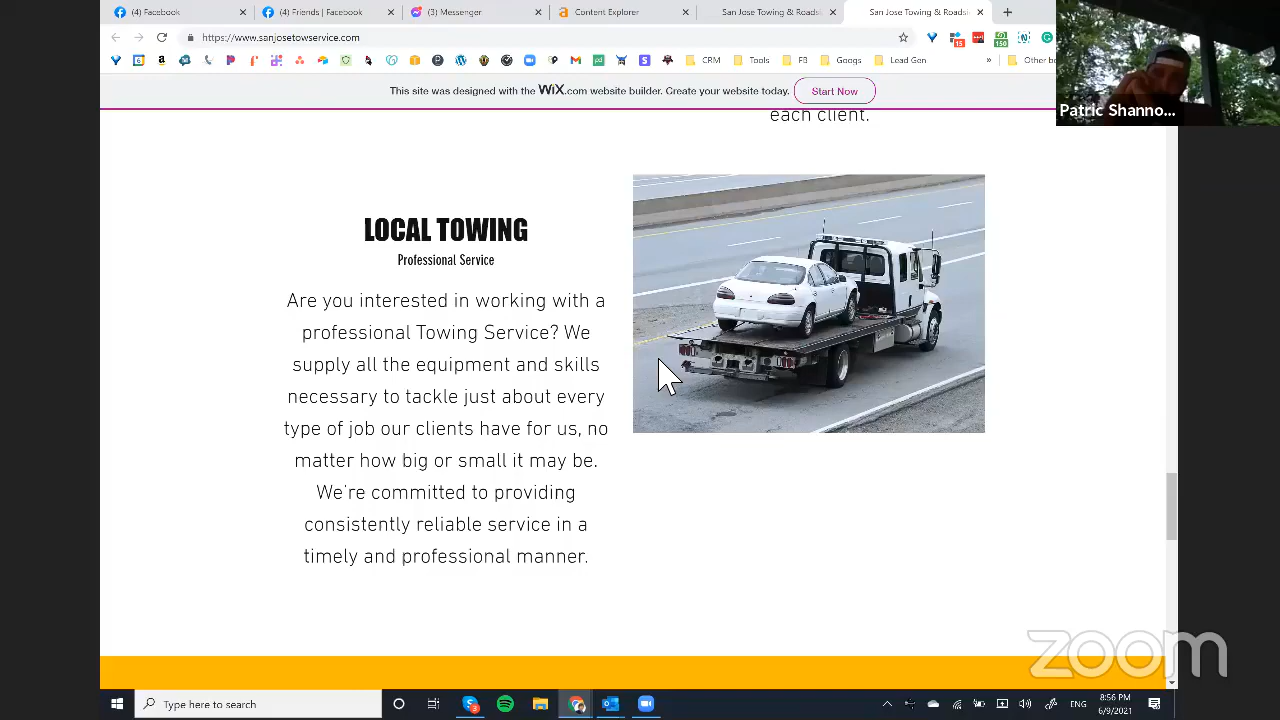 (4) Facebook
(4) Friends | Facebook
(3) Messenger
Content Explorer
San Jose Towing & Roadsi
San Jose Towing & Roadsi
https://www.sanjosetowservice.com
15
150
CRM
Tools
FB
Googs
Lead Gen
Other bo
Patric Shanno...
This site was designed with the WiX.com website builder. Create your website today.
Start Now
each client.
LOCAL TOWING
Professional Service
Are you interested in working with a
professional Towing Service? We
supply all the equipment and skills
necessary to tackle just about every
type of job our clients have for us, no
matter how big or small it may be.
We're committed to providing
consistently reliable service in a
timely and professional manner.
zoom
Type here to search
ENG
8:56 PM
6/9/2021